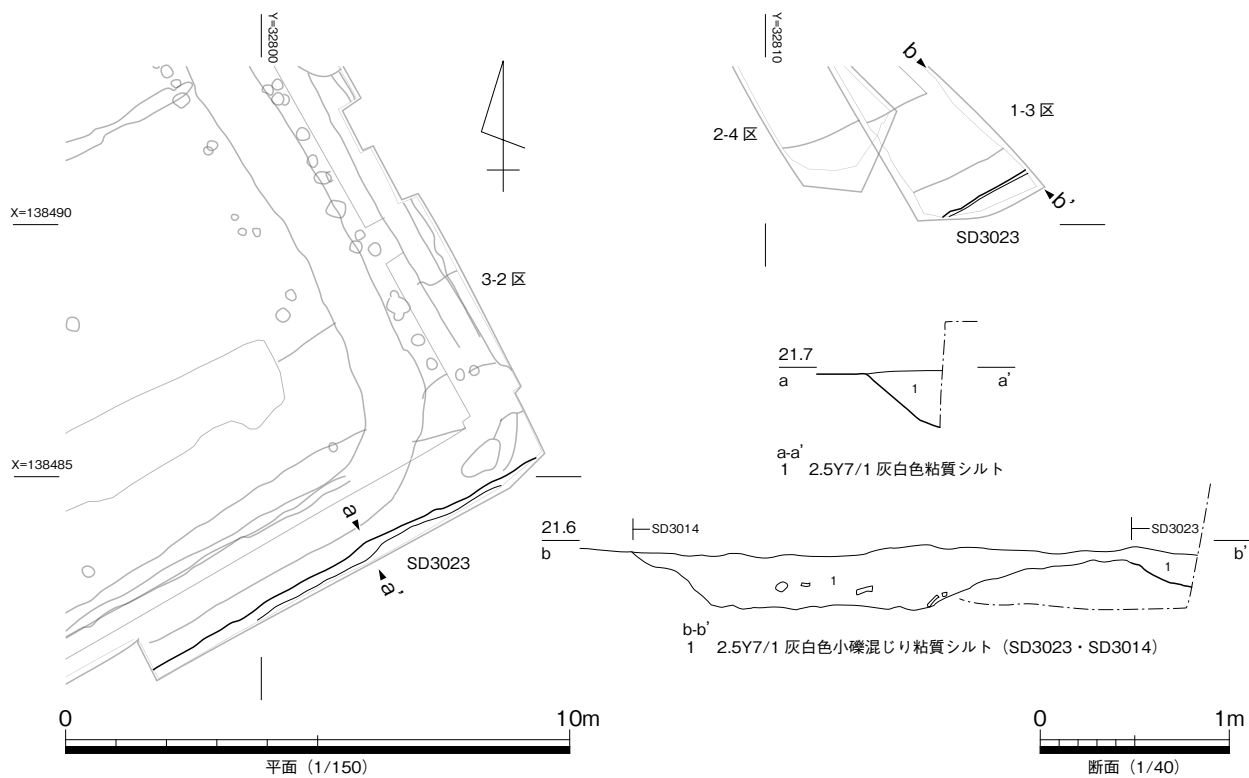 Y=32800
X=138490
3-2 区
X=138485
a
a'
SD3023
Y=32810
b
1-3 区
2-4 区
b'
SD3023
21.7
a
1
a'
a-a'
1 2.5Y7/1 灰白色粘質シルト
21.6
b
SD3014
SD3023
b'
1
1
b-b'
1 2.5Y7/1 灰白色小礫混じり粘質シルト（SD3023・SD3014）
0 10m
平面（1/150）
0 1m
断面（1/40）